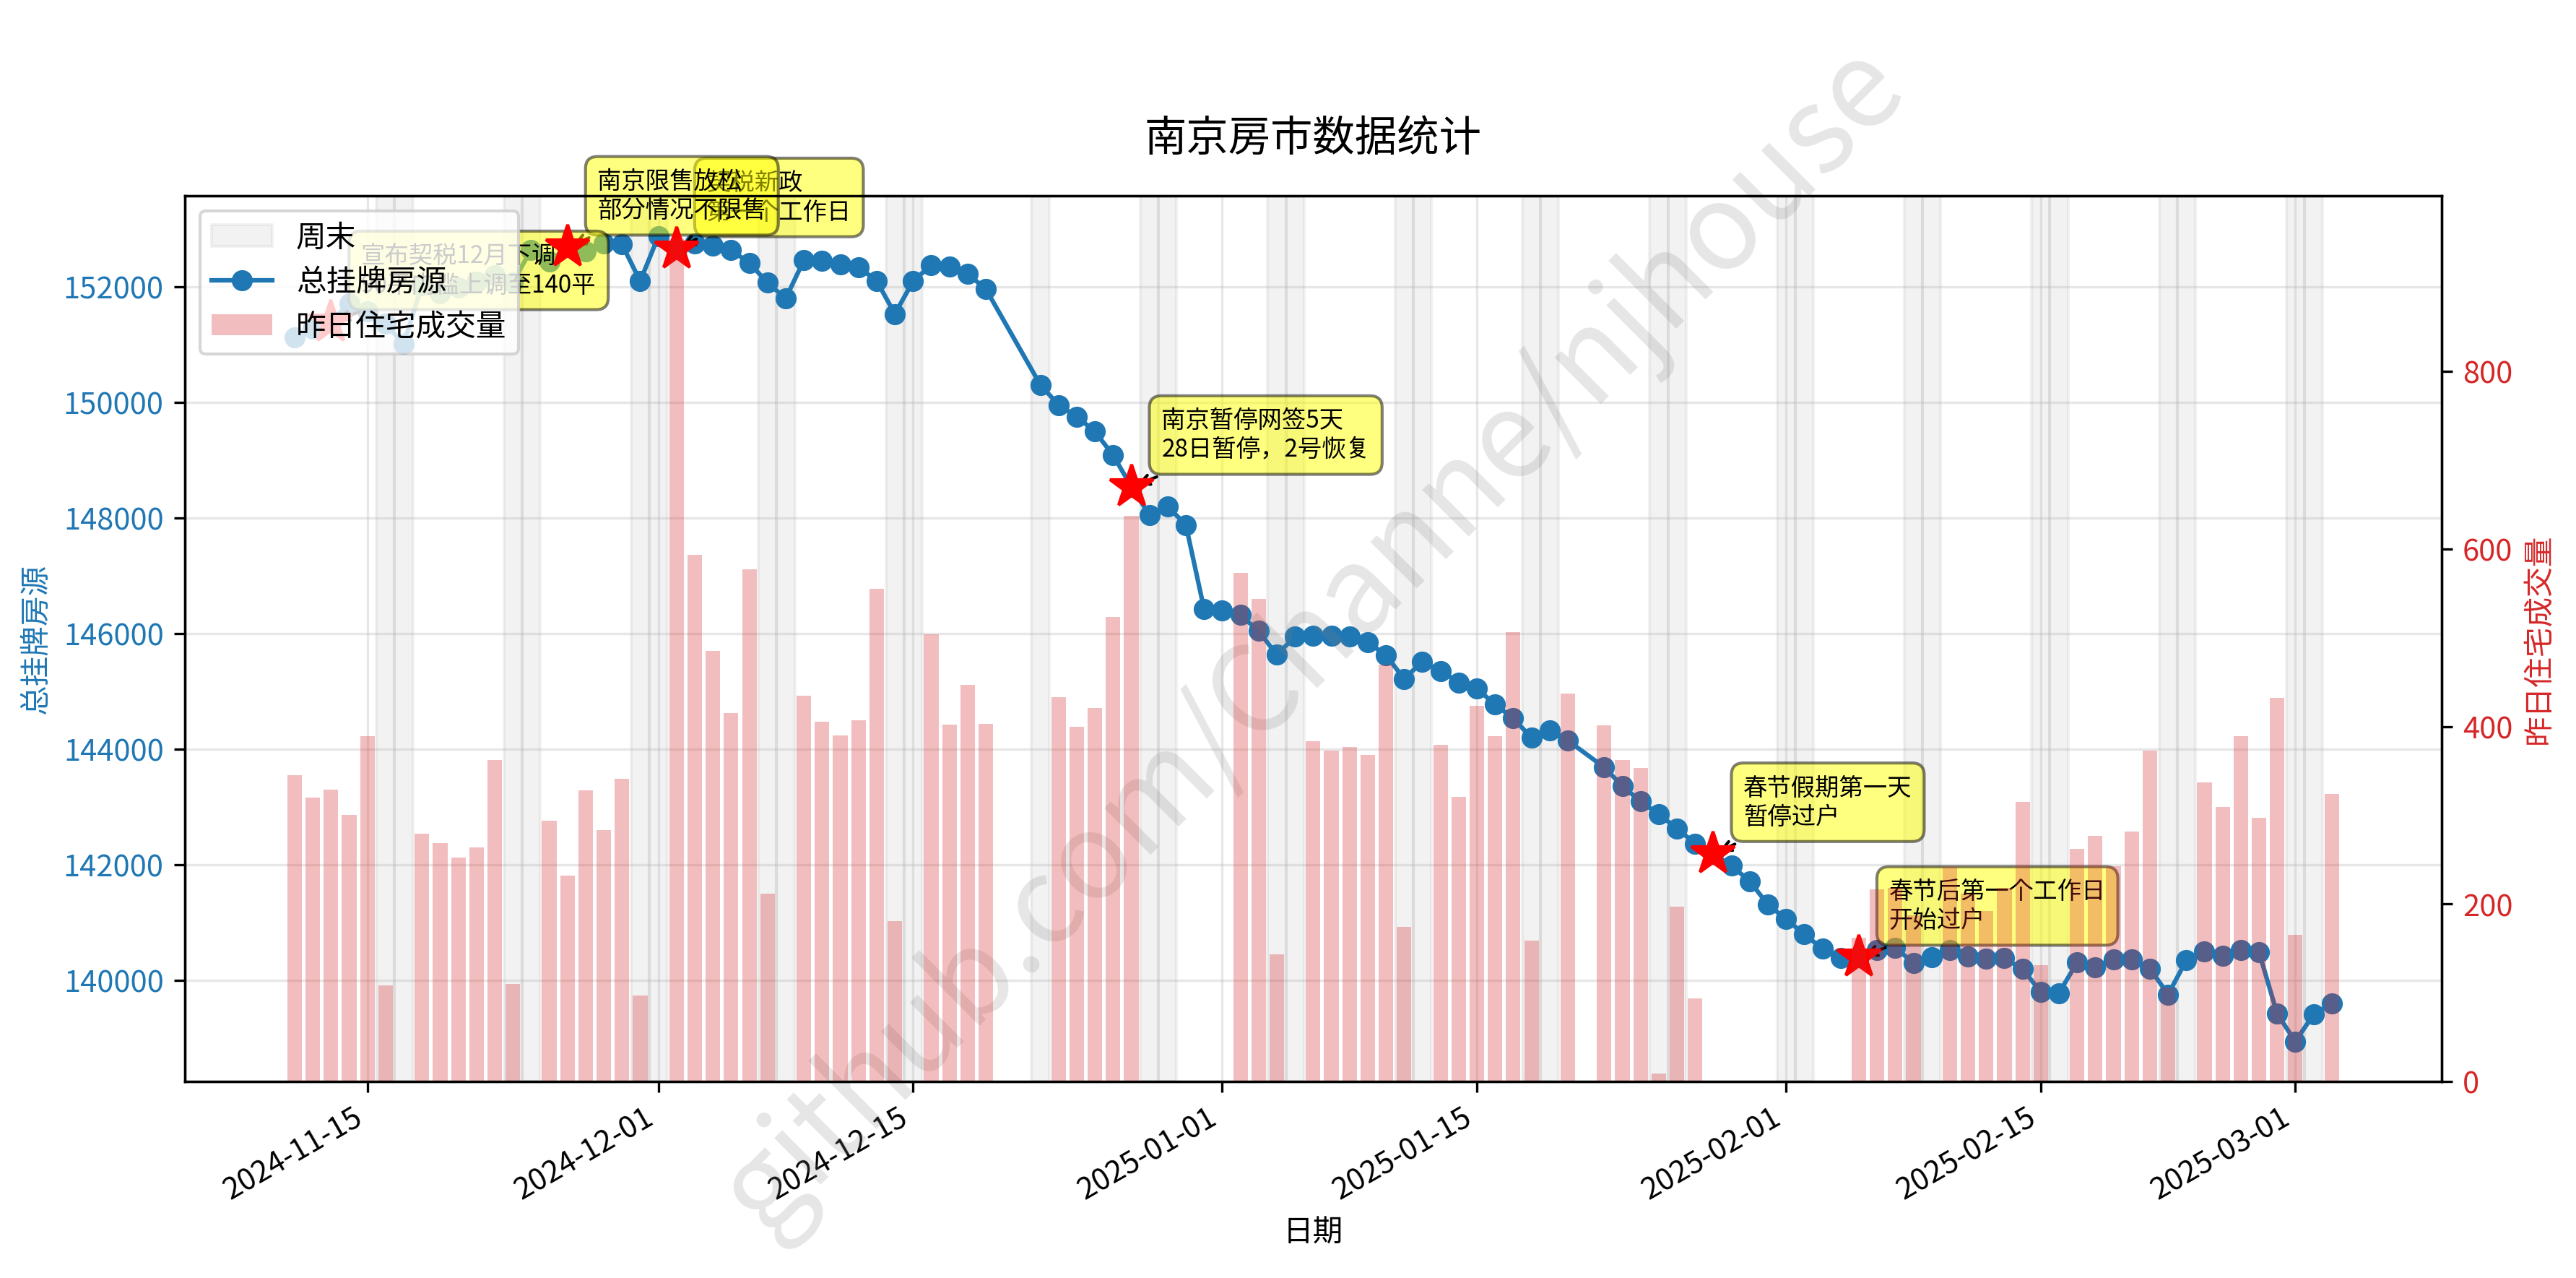 南京房市数据统计
南京限售放松
部分情况不限售
契税新政
第一个工作日
周末
总挂牌房源
昨日住宅成交量
宣布契税12月下调
上调至140平
南京暂停网签5天
28日暂停，2号恢复
春节假期第一天
暂停过户
春节后第一个工作日
开始过户
152000
150000
148000
146000
144000
142000
140000
总挂牌房源
800
600
400
200
0
昨日住宅成交量
2024-11-15
2024-12-01
2024-12-15
2025-01-01
2025-01-15
2025-02-01
2025-02-15
2025-03-01
日期
github.com/Channe/njhouse